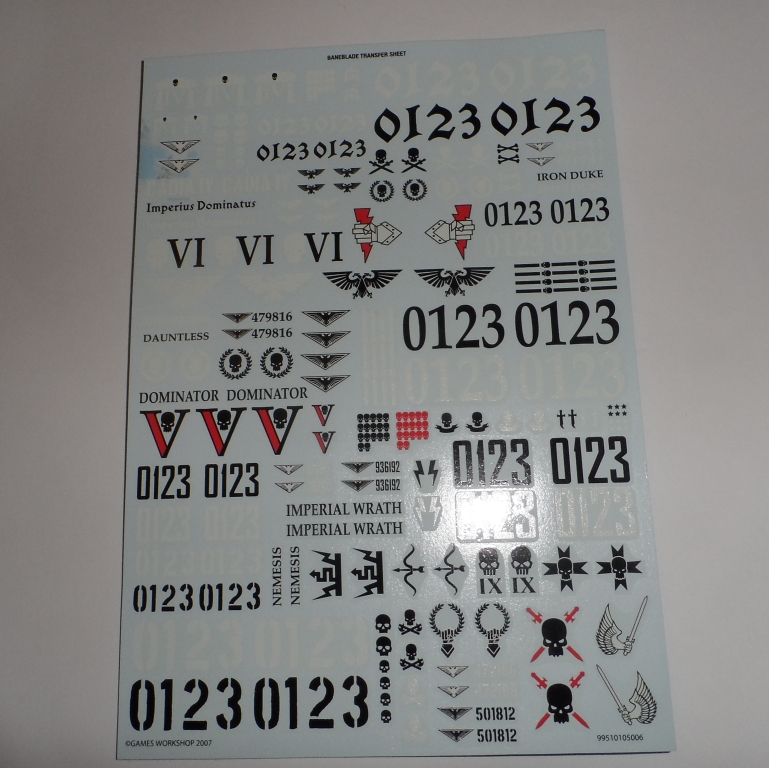 BANEBLADE TRANSFER SHEET
0123 0123
0123 0123
IRON DUKE
Imperius Dominatus
0123 0123
VI VI VI
479816
479816
0123 0123
DAUNTLESS
DOMINATOR DOMINATOR
V V V V
V
0123 0123
936192
936192
0123 0123
IMPERIAL WRATH
IMPERIAL WRATH
0123 0123
NEMESIS
NEMESIS
IX IX
0123 0123
0123 0123
501812
501812
©GAMES WORKSHOP 2007
99510105006